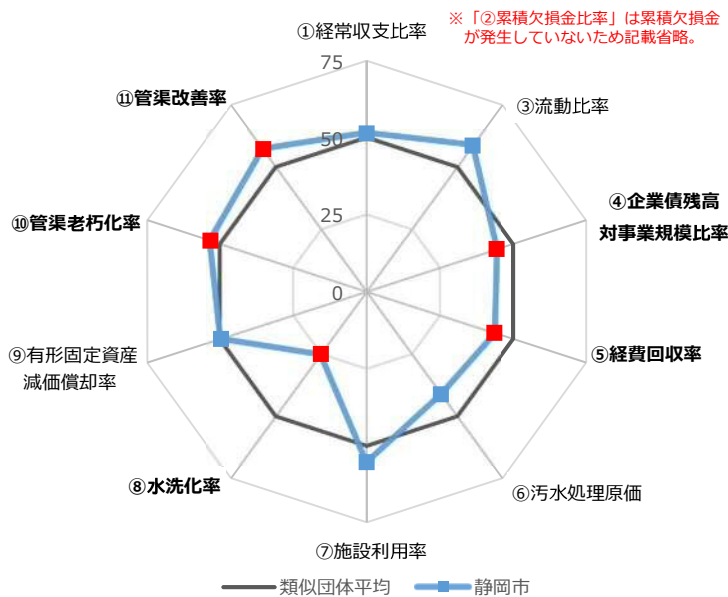 ①経常収支比率
※「②累積欠損金比率」は累積欠損金
が発生していないため記載省略。
75
⑪管渠改善率
③流動比率
50
⑩管渠老朽化率
④企業債残高
対事業規模比率
25
0
⑨有形固定資産
減価償却率
⑤経費回収率
⑧水洗化率
⑥汚水処理原価
⑦施設利用率
類似団体平均
静岡市